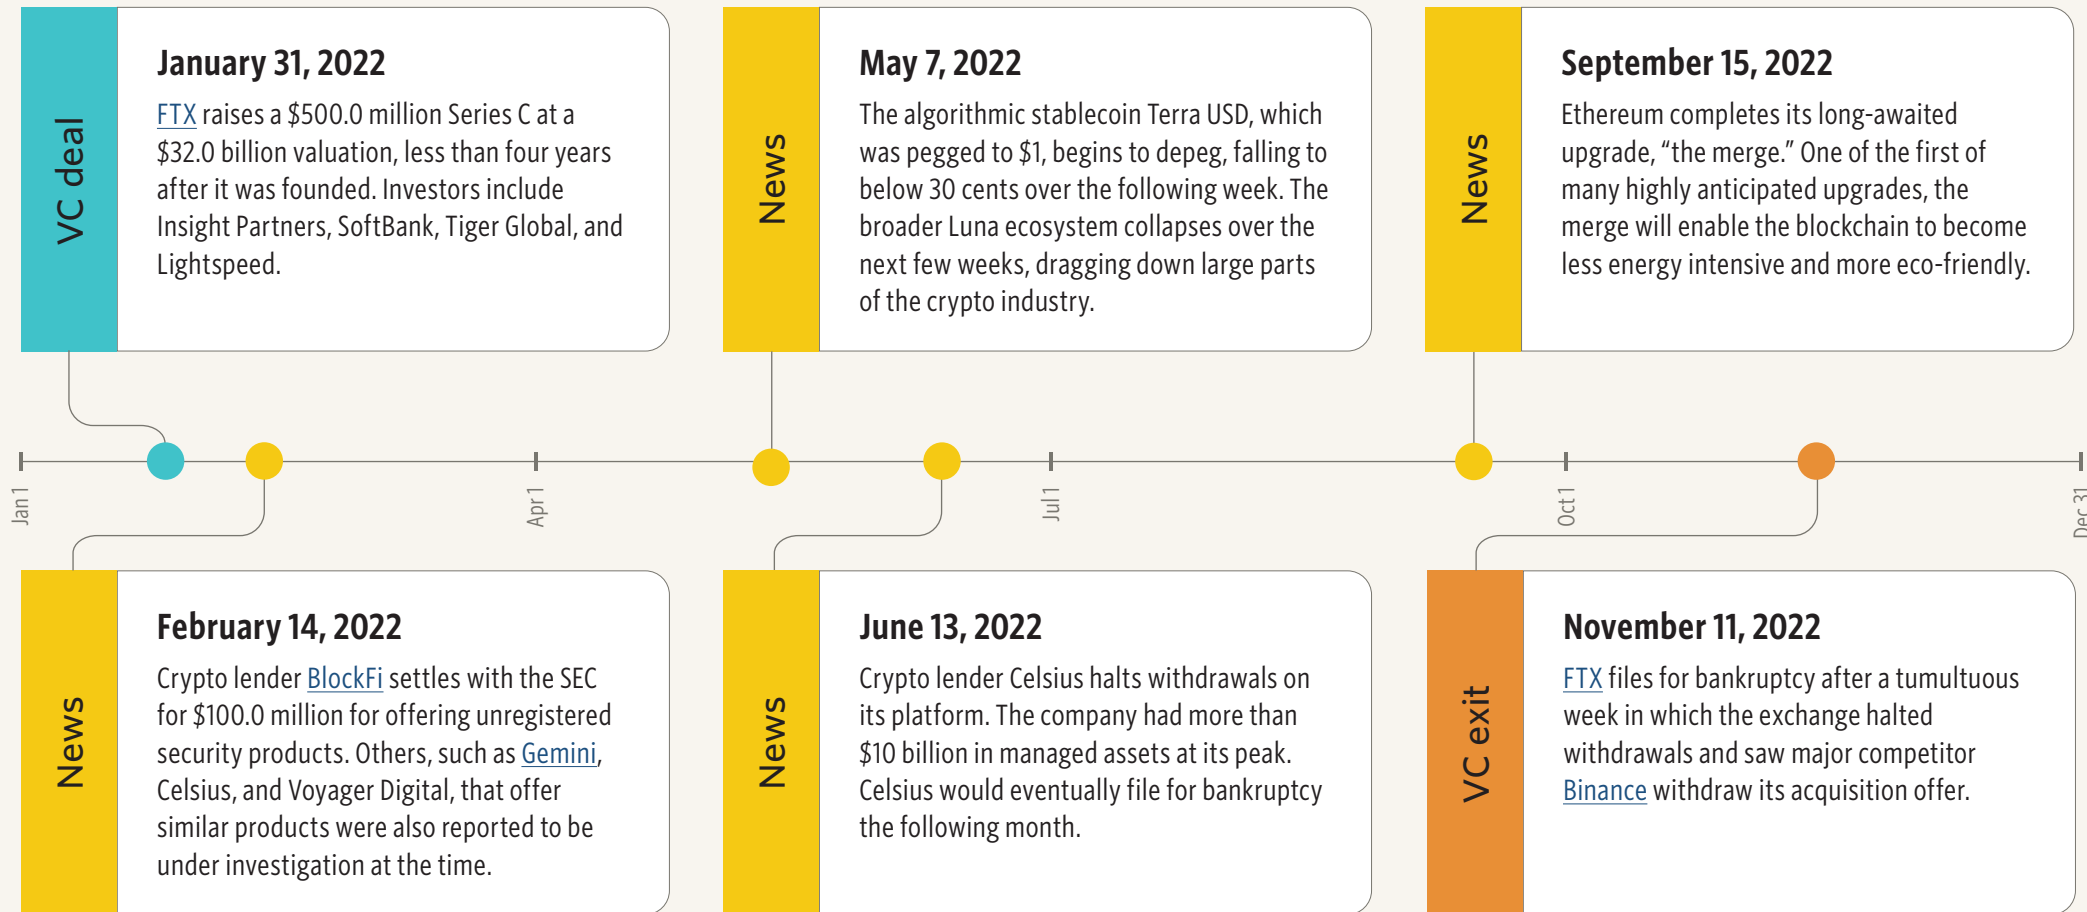 VC deal
January 31, 2022
FTX raises a $500.0 million Series C at a
$32.0 billion valuation, less than four years
after it was founded. Investors include
Insight Partners, SoftBank, Tiger Global, and
Lightspeed.
News
May 7, 2022
The algorithmic stablecoin Terra USD, which
was pegged to $1, begins to depeg, falling to
below 30 cents over the following week. The
broader Luna ecosystem collapses over the
next few weeks, dragging down large parts
of the crypto industry.
News
September 15, 2022
Ethereum completes its long-awaited
upgrade, “the merge.” One of the first of
many highly anticipated upgrades, the
merge will enable the blockchain to become
less energy intensive and more eco-friendly.
Jan 1
Apr 1
Jul 1
Oct 1
Dec 31
News
February 14, 2022
Crypto lender BlockFi settles with the SEC
for $100.0 million for offering unregistered
security products. Others, such as Gemini,
Celsius, and Voyager Digital, that offer
similar products were also reported to be
under investigation at the time.
News
June 13, 2022
Crypto lender Celsius halts withdrawals on
its platform. The company had more than
$10 billion in managed assets at its peak.
Celsius would eventually file for bankruptcy
the following month.
VC exit
November 11, 2022
FTX files for bankruptcy after a tumultuous
week in which the exchange halted
withdrawals and saw major competitor
Binance withdraw its acquisition offer.